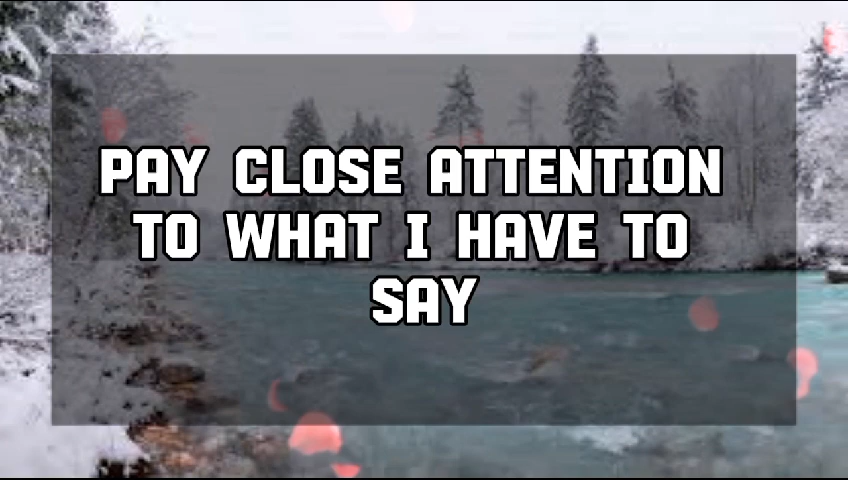 PAY CLOSE ATTENTION
TO WHAT I HAVE TO
SAY